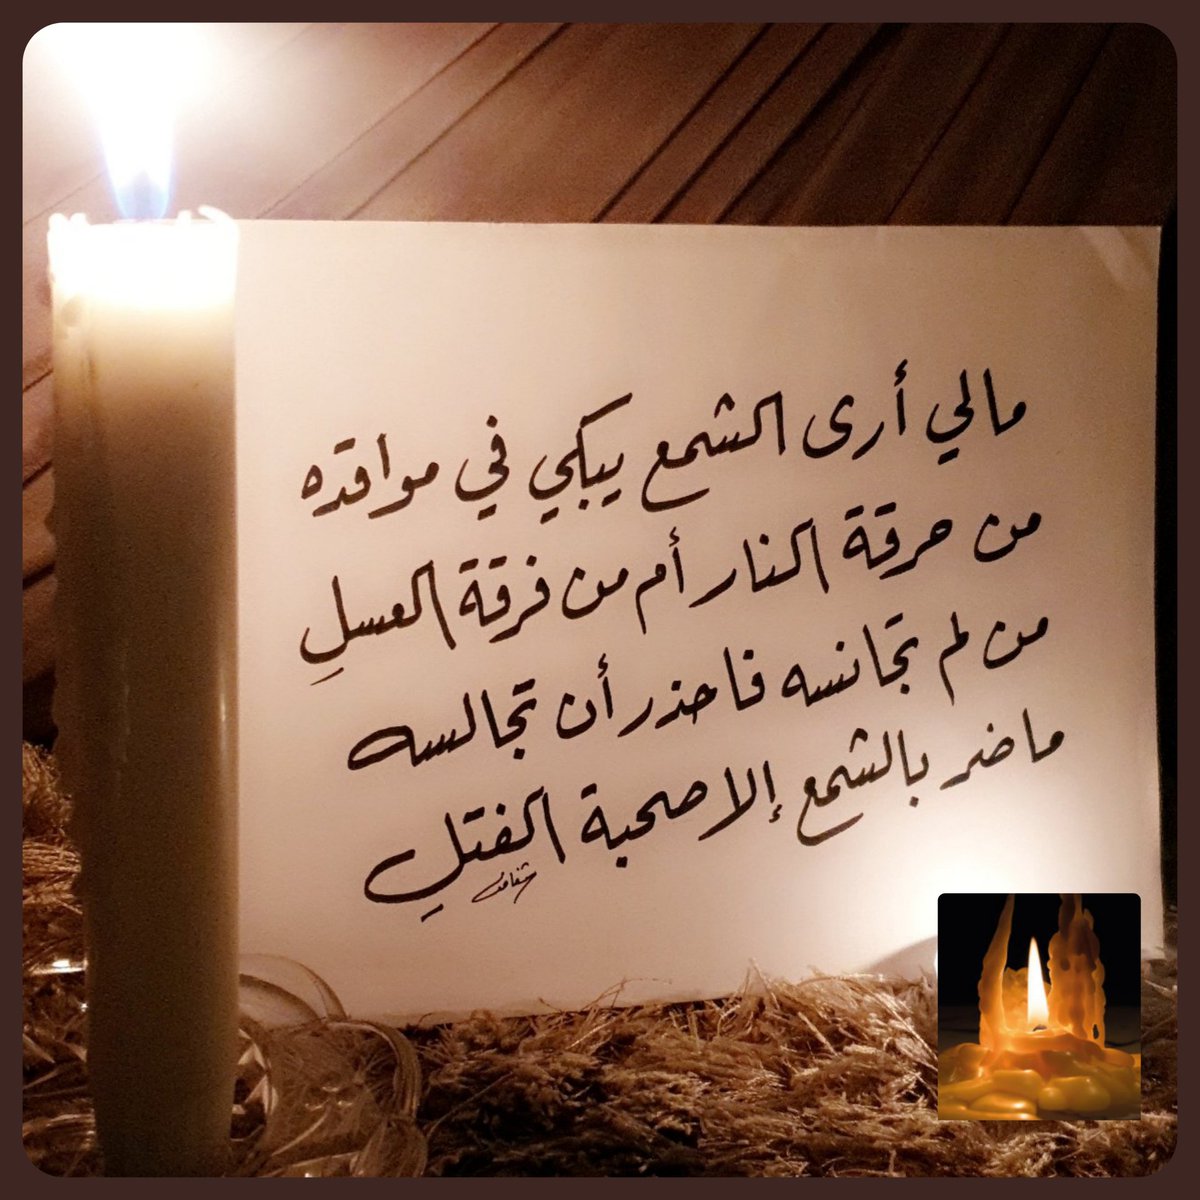 مالي أرى الشمع يبكي في مواقده
من حرقة النار أم من فرقة العسلِ
من لم تجانسه فاحذر أن تجالسه
ما ضر بالشمع إلا صحبة الفتلِ